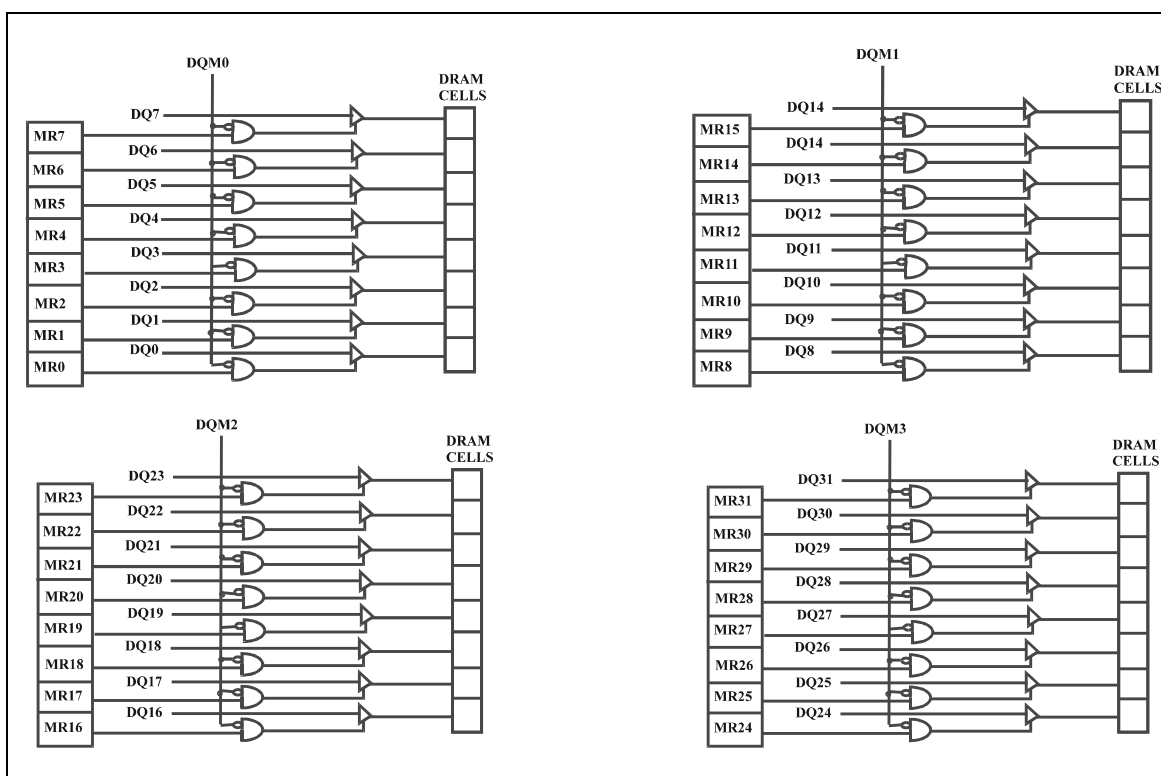 DQM0
DRAM
CELLS
DQ7
MR7
DQ6
MR6
DQ5
MR5
DQ4
MR4
DQ3
MR3
DQ2
MR2
DQ1
MR1
DQ0
MR0
DQM1
DRAM
CELLS
DQ14
MR15
DQ14
MR14
DQ13
MR13
DQ12
MR12
DQ11
MR11
DQ10
MR10
DQ9
MR9
DQ8
MR8
DQM2
DRAM
CELLS
DQ23
MR23
DQ22
MR22
DQ21
MR21
DQ20
MR20
DQ19
MR19
DQ18
MR18
DQ17
MR17
DQ16
MR16
DQM3
DRAM
CELLS
DQ31
MR31
DQ30
MR30
DQ29
MR29
DQ28
MR28
DQ27
MR27
DQ26
MR26
DQ25
MR25
DQ24
MR24